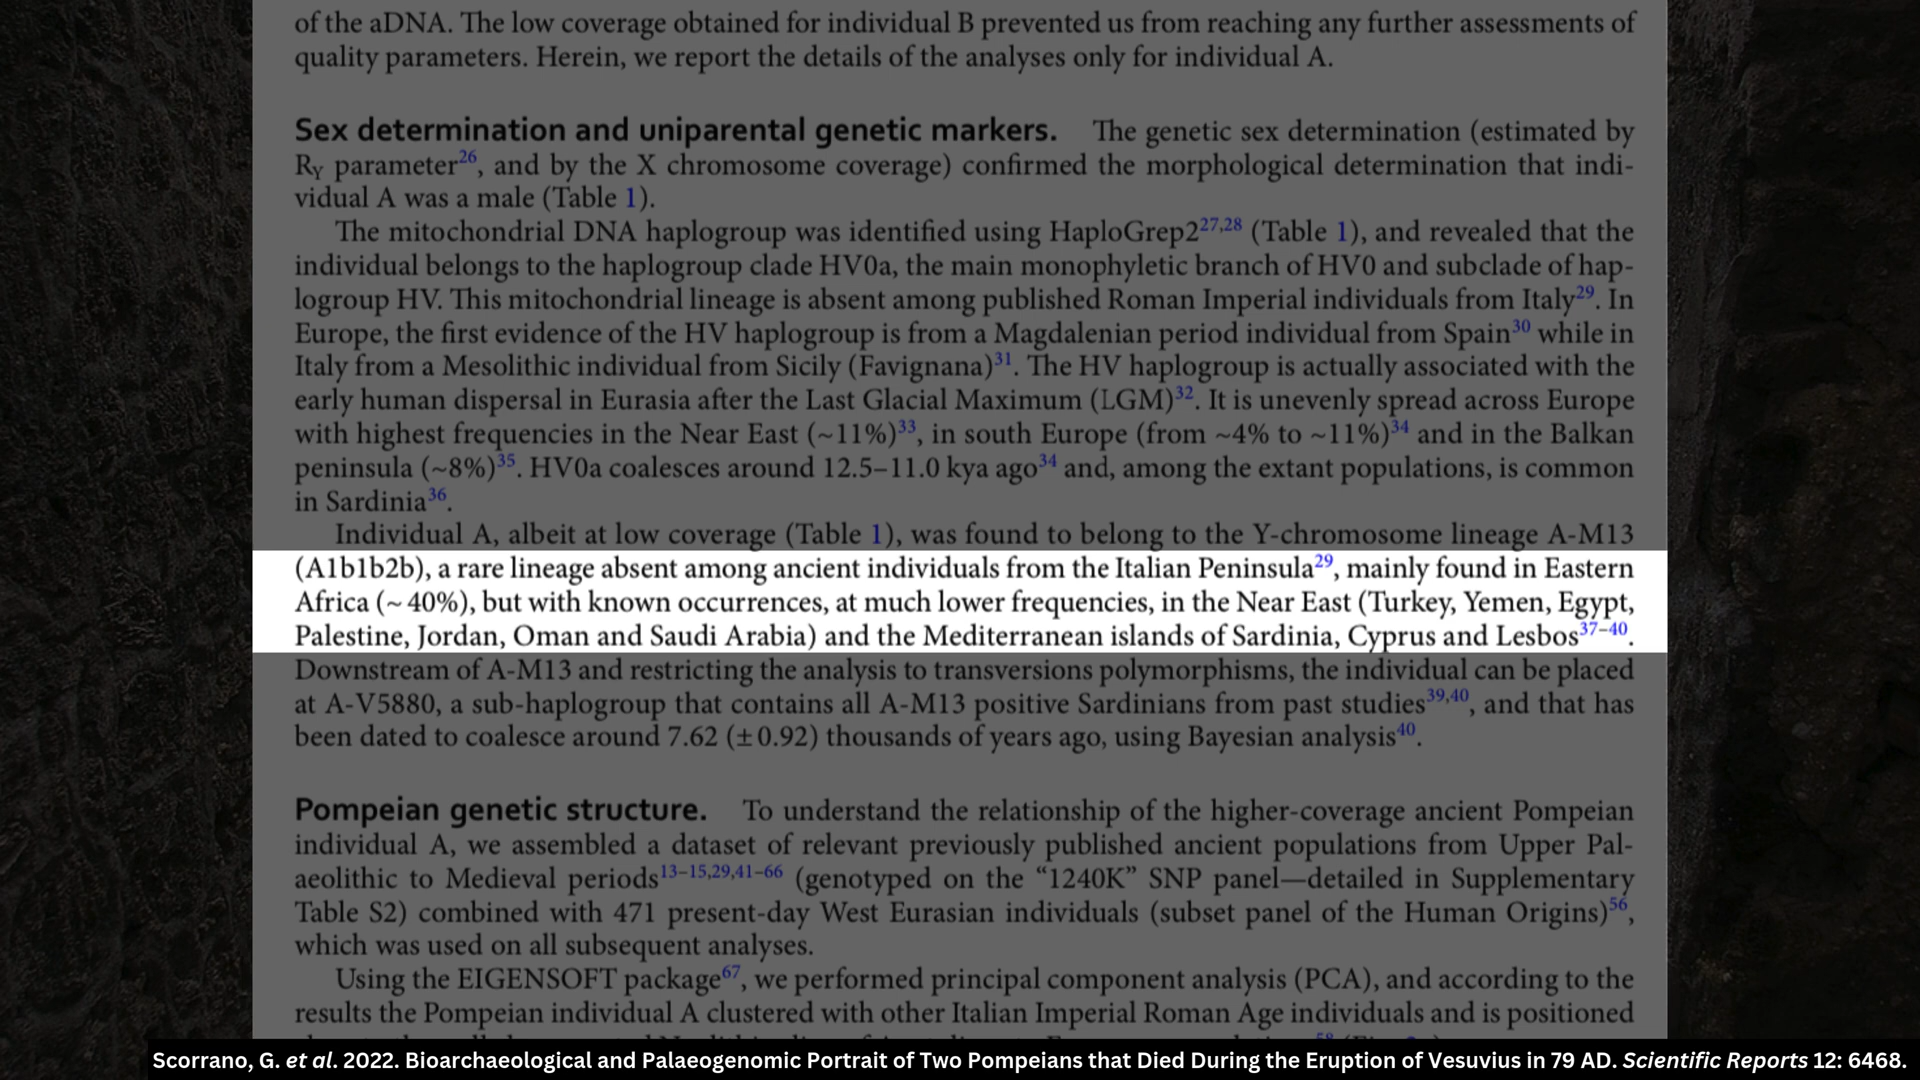 of the aDNA. The low coverage obtained for individual B prevented us from reaching any further assessments of
quality parameters. Herein, we report the details of the analyses only for individual A.
Sex determination and uniparental genetic markers. The genetic sex determination (estimated by
RY parameter26, and by the X chromosome coverage) confirmed the morphological determination that indi-
vidual A was a male (Table 1).
The mitochondrial DNA haplogroup was identified using HaploGrep227,28 (Table 1), and revealed that the
individual belongs to the haplogroup clade HV0a, the main monophyletic branch of HV0 and subclade of hap-
logroup HV. This mitochondrial lineage is absent among published Roman Imperial individuals from Italy29. In
Europe, the first evidence of the HV haplogroup is from a Magdalenian period individual from Spain30 while in
Italy from a Mesolithic individual from Sicily (Favignana)31. The HV haplogroup is actually associated with the
early human dispersal in Eurasia after the Last Glacial Maximum (LGM)32. It is unevenly spread across Europe
with highest frequencies in the Near East (~11%)33, in south Europe (from ~4% to ~11%)34 and in the Balkan
peninsula (~8%)35. HV0a coalesces around 12.5–11.0 kya ago34 and, among the extant populations, is common
in Sardinia36.
Individual A, albeit at low coverage (Table 1), was found to belong to the Y-chromosome lineage A-M13
(A1b1b2b), a rare lineage absent among ancient individuals from the Italian Peninsula29, mainly found in Eastern
Africa (~ 40%), but with known occurrences, at much lower frequencies, in the Near East (Turkey, Yemen, Egypt,
Palestine, Jordan, Oman and Saudi Arabia) and the Mediterranean islands of Sardinia, Cyprus and Lesbos37–40.
Downstream of A-M13 and restricting the analysis to transversions polymorphisms, the individual can be placed
at A-V5880, a sub-haplogroup that contains all A-M13 positive Sardinians from past studies39,40, and that has
been dated to coalesce around 7.62 (± 0.92) thousands of years ago, using Bayesian analysis40.
Pompeian genetic structure. To understand the relationship of the higher-coverage ancient Pompeian
individual A, we assembled a dataset of relevant previously published ancient populations from Upper Pal-
aeolithic to Medieval periods13–15,29,41–66 (genotyped on the “1240K” SNP panel—detailed in Supplementary
Table S2) combined with 471 present-day West Eurasian individuals (subset panel of the Human Origins)56,
which was used on all subsequent analyses.
Using the EIGENSOFT package67, we performed principal component analysis (PCA), and according to the
results the Pompeian individual A clustered with other Italian Imperial Roman Age individuals and is positioned
Scorrano, G. et al. 2022. Bioarchaeological and Palaeogenomic Portrait of Two Pompeians that Died During the Eruption of Vesuvius in 79 AD. Scientific Reports 12: 6468.